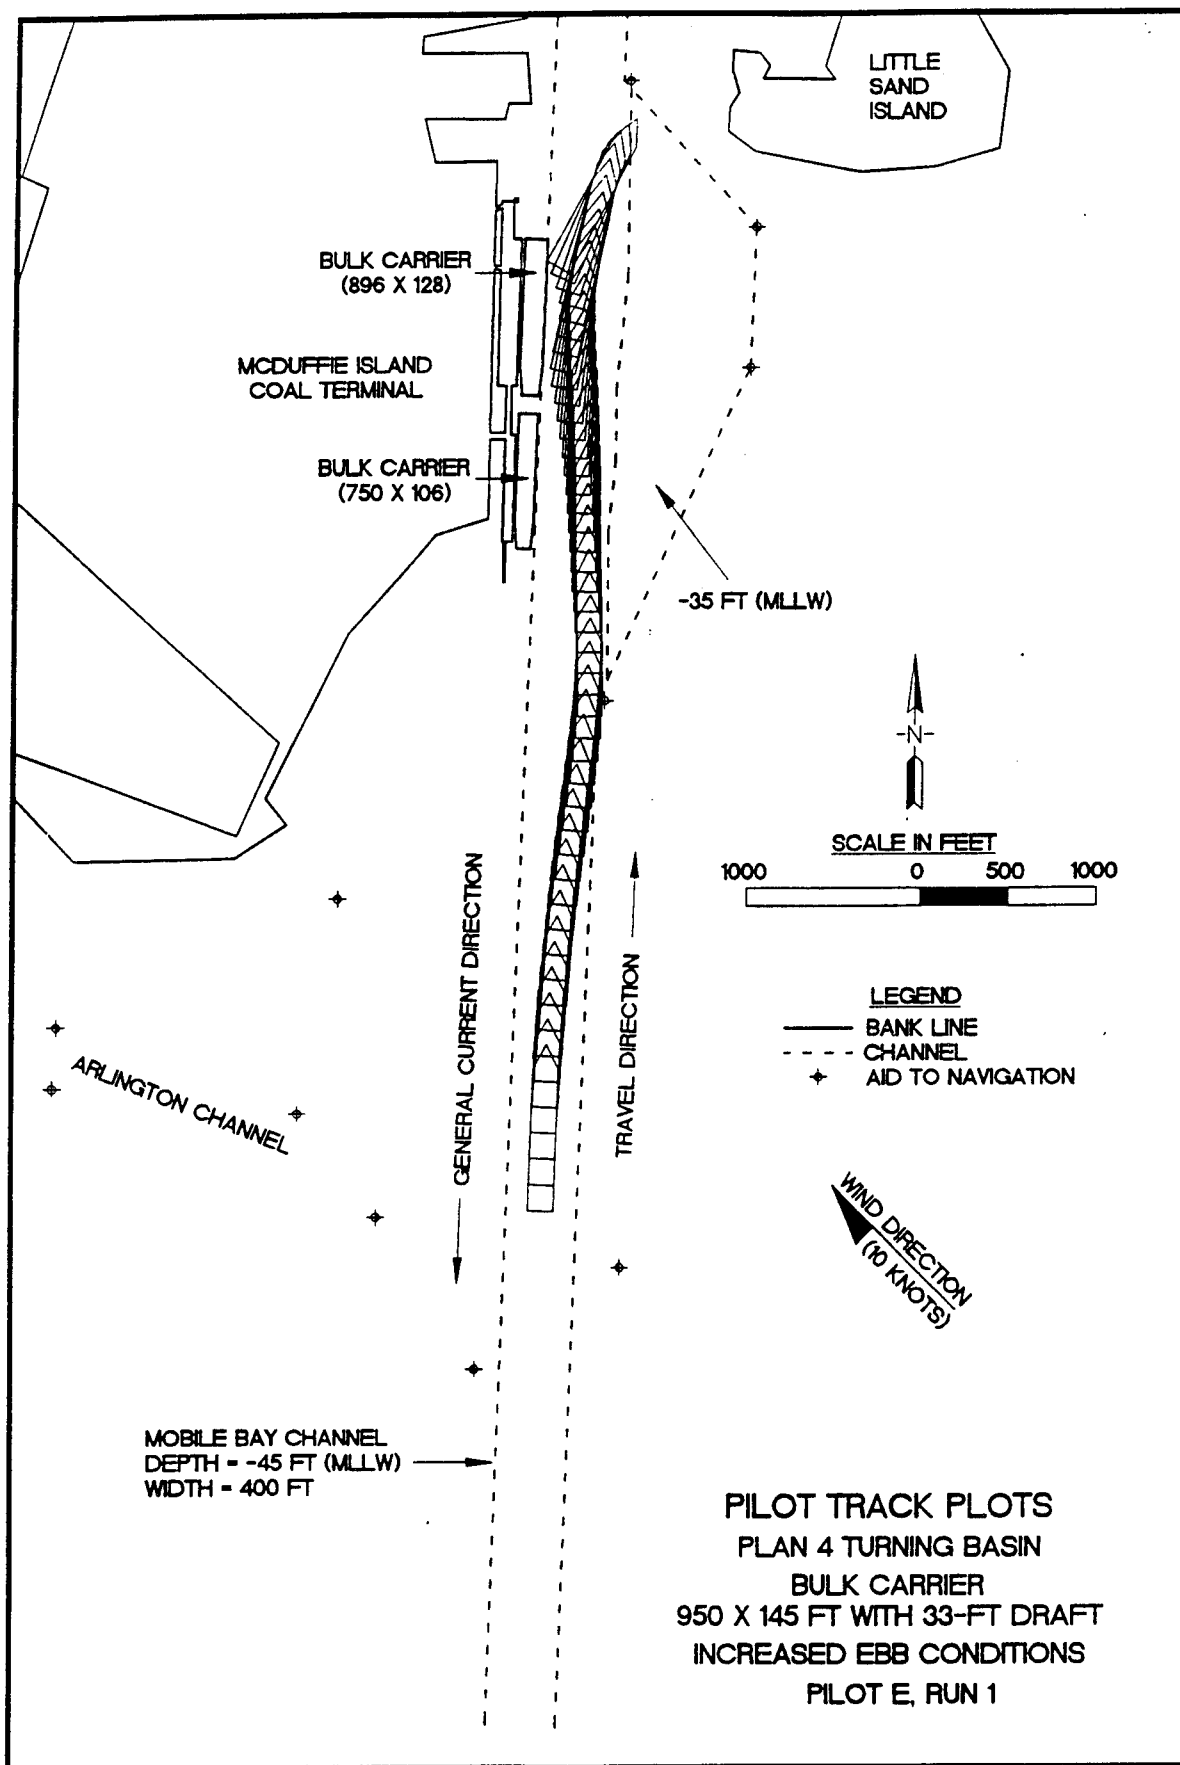 LITTLE
SAND
ISLAND
BULK CARRIER
(896 X 128)
MCDUFFIE ISLAND
COAL TERMINAL
BULK CARRIER
(750 X 106)
-35 FT (MLLW)
-N-
SCALE IN FEET
1000 0 500 1000
GENERAL CURRENT DIRECTION
TRAVEL DIRECTION
LEGEND
BANK LINE
CHANNEL
AID TO NAVIGATION
ARLINGTON CHANNEL
WIND DIRECTION
(10 KNOTS)
MOBILE BAY CHANNEL
DEPTH = -45 FT (MLLW)
WIDTH = 400 FT
PILOT TRACK PLOTS
PLAN 4 TURNING BASIN
BULK CARRIER
950 X 145 FT WITH 33-FT DRAFT
INCREASED EBB CONDITIONS
PILOT E, RUN 1